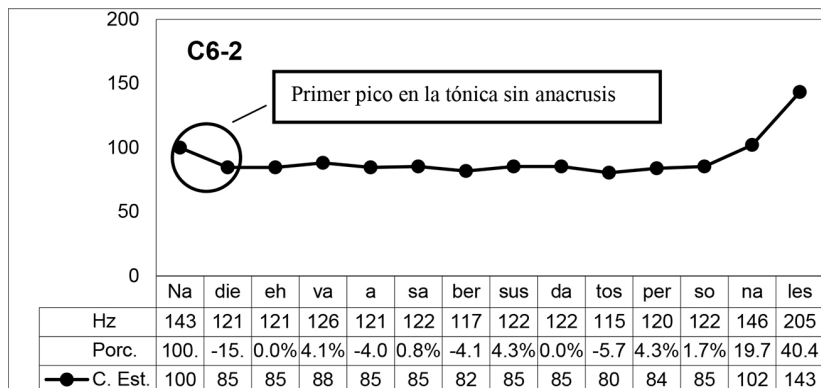 200
C6-2
150
Primer pico en la tónica sin anacrusis
100
50
0
Na die eh va a sa ber sus da tos per so na les
Hz 143 121 121 126 121 122 117 122 122 115 120 122 146 205
Porc. 100. -15. 0.0% 4.1% -4.0 0.8% -4.1 4.3% 0.0% -5.7 4.3% 1.7% 19.7 40.4
C. Est. 100 85 85 88 85 85 82 85 85 80 84 85 102 143